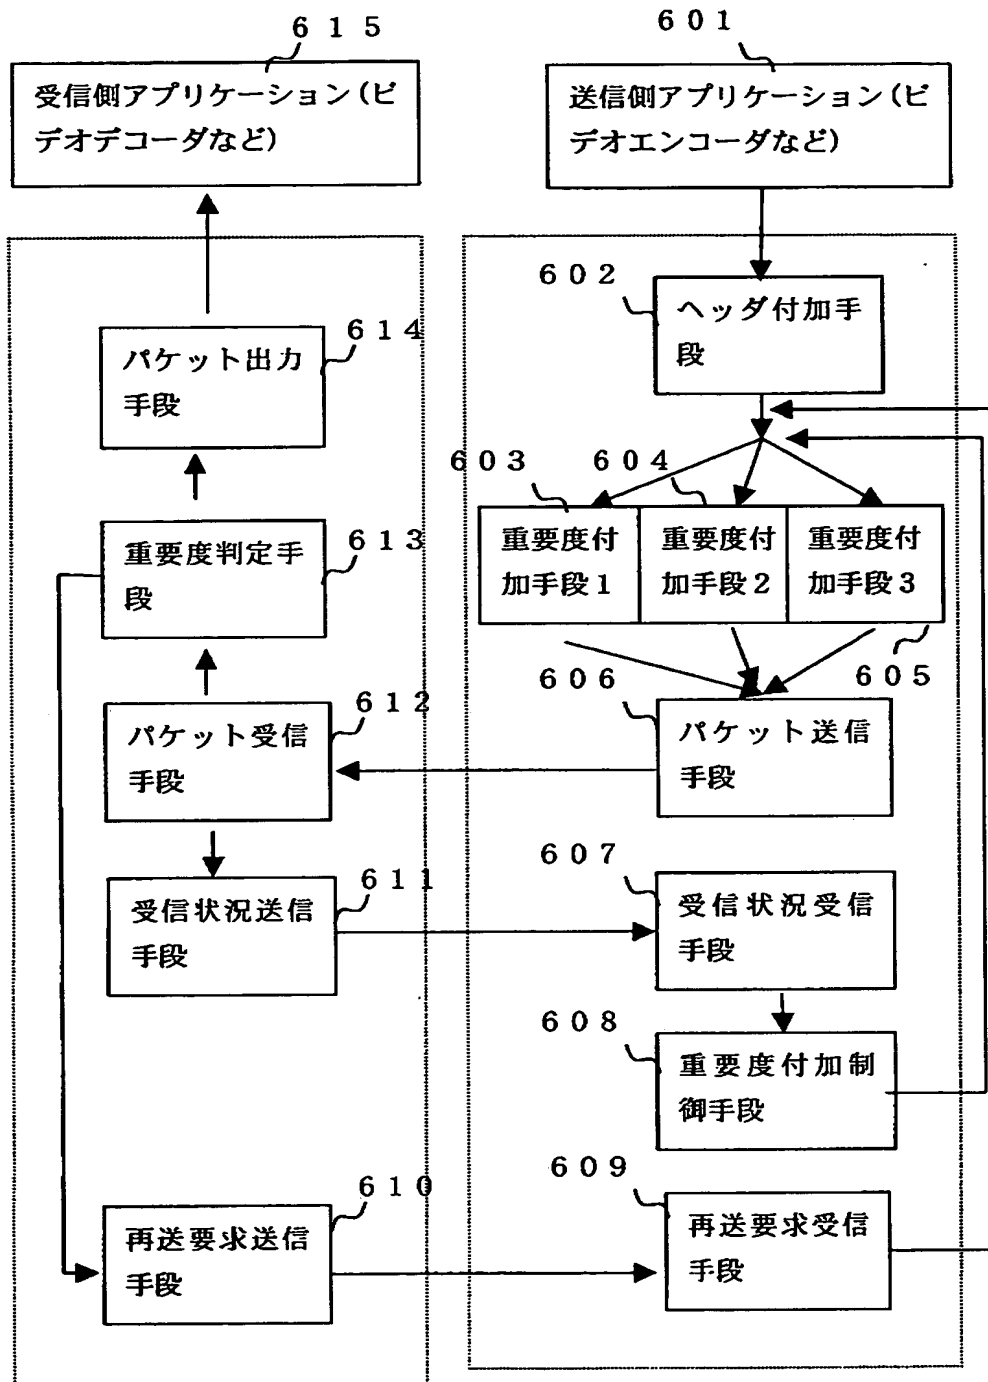 ６１５
受信側アプリケーション（ビ
デオデコーダなど）
６０１
送信側アプリケーション（ビ
デオエンコーダなど）
６０２
ヘッダ付加手
段
６１４
パケット出力
手段
６０３
重要度付
加手段１
６０４
重要度付
加手段２
重要度付
加手段３
６０５
６１３
重要度判定手
段
６０６
パケット送信
手段
６１２
パケット受信
手段
６０７
受信状況受信
手段
６１１
受信状況送信
手段
６０８
重要度付加制
御手段
６０９
再送要求受信
手段
６１０
再送要求送信
手段